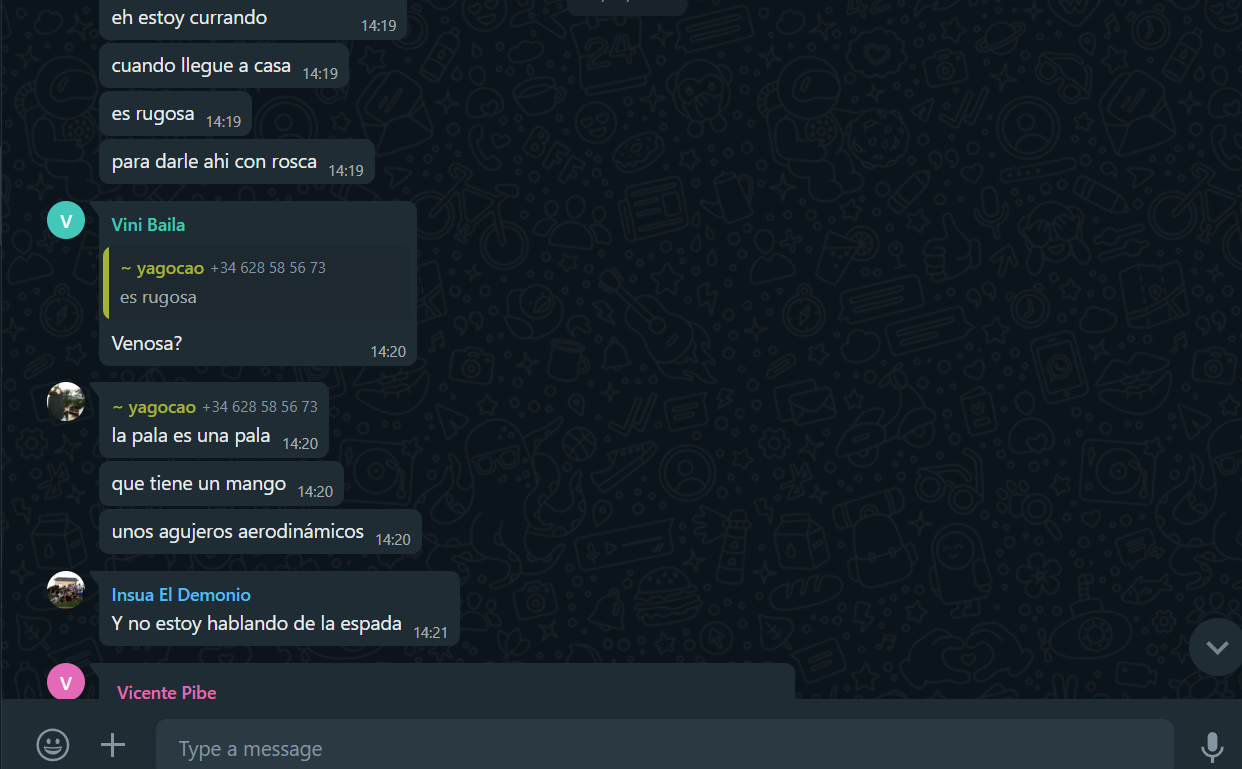 eh estoy currando
14:19
cuando llegue a casa 14:19
es rugosa 14:19
para darle ahi con rosca 14:19
V
Vini Baila
~ yagocao +34 628 58 56 73
es rugosa
Venosa?
14:20
~ yagocao +34 628 58 56 73
la pala es una pala 14:20
que tiene un mango 14:20
unos agujeros aerodinámicos 14:20
Insua El Demonio
Y no estoy hablando de la espada 14:21
V
Vicente Pibe
Type a message